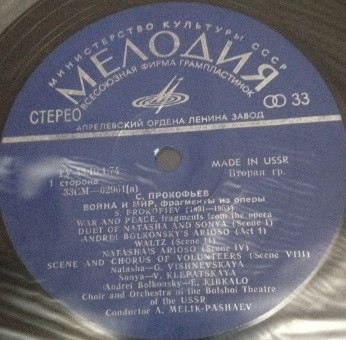 МИНИСТЕРСТВО КУЛЬТУРЫ СССР
МЕЛОДИЯ
ВСЕСОЮЗНАЯ ФИРМА ГРАМПЛАСТИНОК
СТЕРЕО
33
АПРЕЛЕВСКИЙ ОРДЕНА ЛЕНИНА ЗАВОД
MADE IN USSR
1 сторона
Вторая гр.
33СМ—02961(а)
С. ПРОКОФЬЕВ
ВОЙНА И МИР, фрагменты из оперы
S. PROKOFIEV (1891—1953)
WAR AND PEACE, fragments from the opera
DUET OF NATASHA AND SONYA (Scene I)
ANDREI BOLKONSKY'S ARIOSO (Act I)
WALTZ (Scene II)
NATASHA'S ARIOSO (Scene IV)
SCENE AND CHORUS OF VOLUNTEERS (Scene VIII)
Natasha—G. VISHNEVSKAYA
Sonya—V. KLEPATSKAYA
Andrei Bolkonsky—E. KIBKALO
Choir and Orchestra of the Bolshoi Theatre
of the USSR
Conductor A. MELIK-PASHAEV